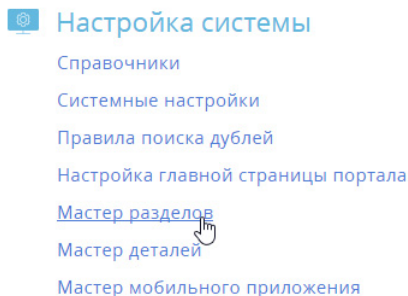 Настройка системы
Справочники
Системные настройки
Правила поиска дублей
Настройка главной страницы портала
Мастер разделов
Мастер деталей
Мастер мобильного приложения